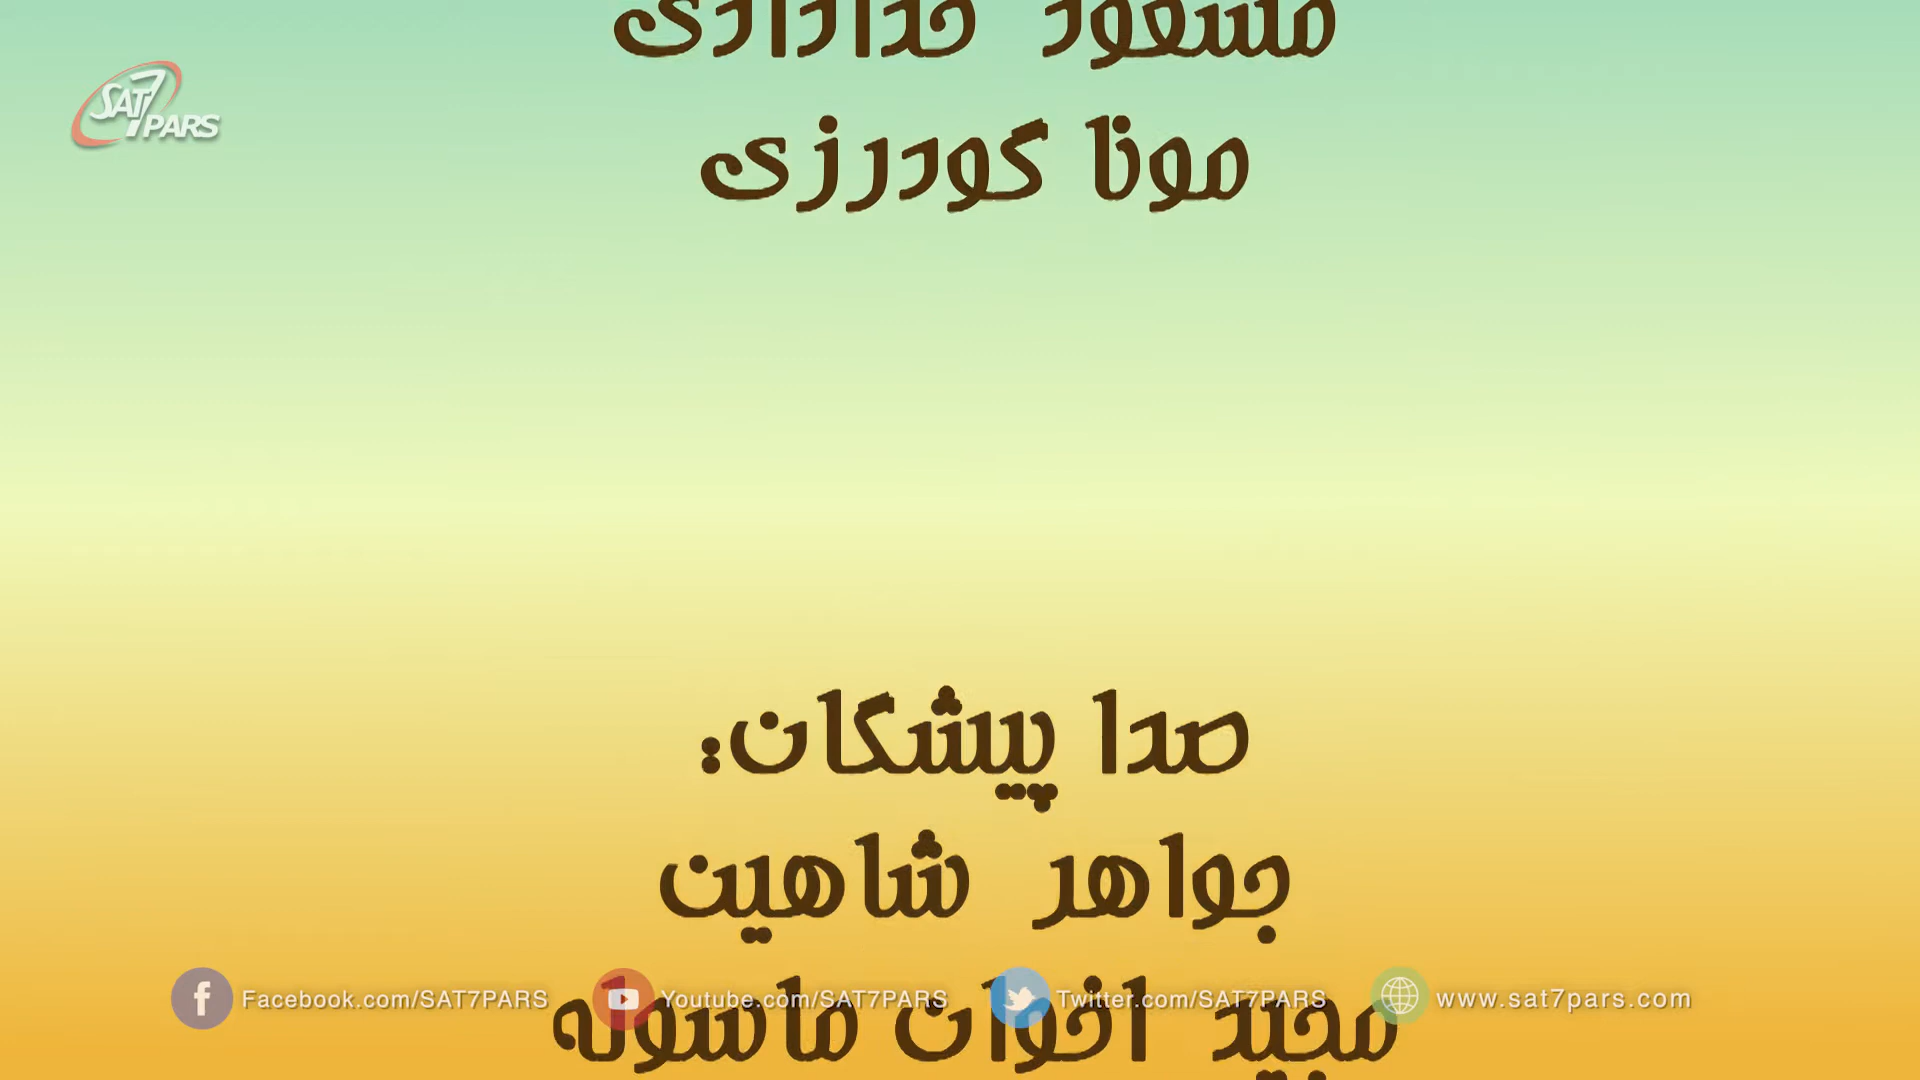 مسعود خدادادی
SAT7 PARS
مونا گودرزی
صدا پیشگان:
جواهر شاهین
مجید اخوان ماسوله
Facebook.com/SAT7PARS
Youtube.com/SAT7PARS
Twitter.com/SAT7PARS
www.sat7pars.com